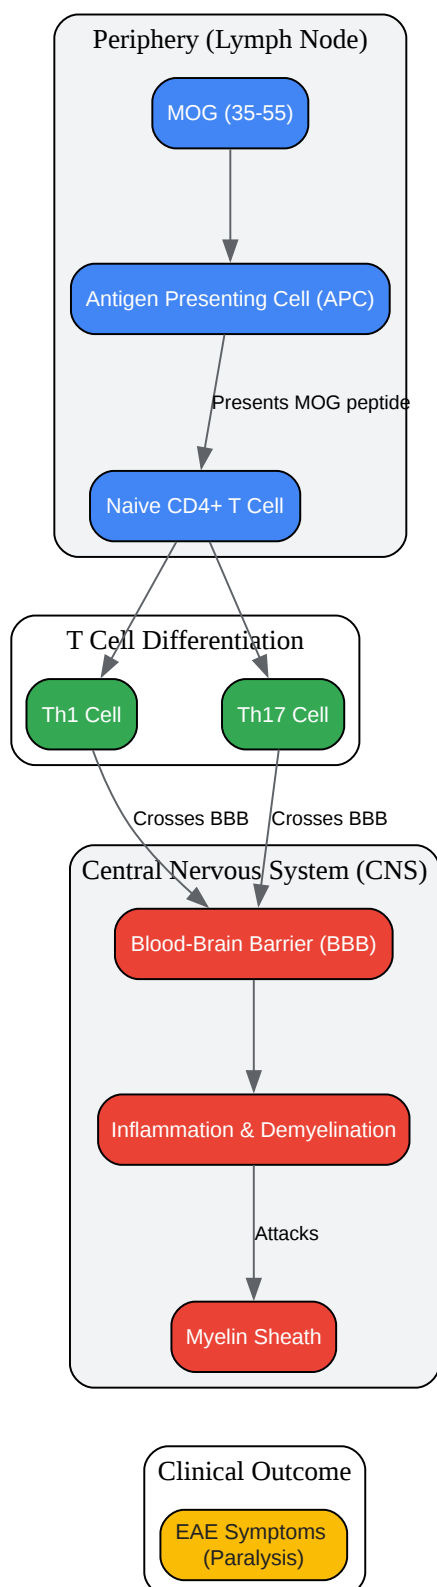 Periphery (Lymph Node)
MOG (35-55)
Antigen Presenting Cell (APC)
Presents MOG peptide
Naive CD4+ T Cell
T Cell Differentiation
Th1 Cell
Th17 Cell
Crosses BBB
Crosses BBB
Central Nervous System (CNS)
Blood-Brain Barrier (BBB)
Inflammation & Demyelination
Attacks
Myelin Sheath
Clinical Outcome
EAE Symptoms
(Paralysis)